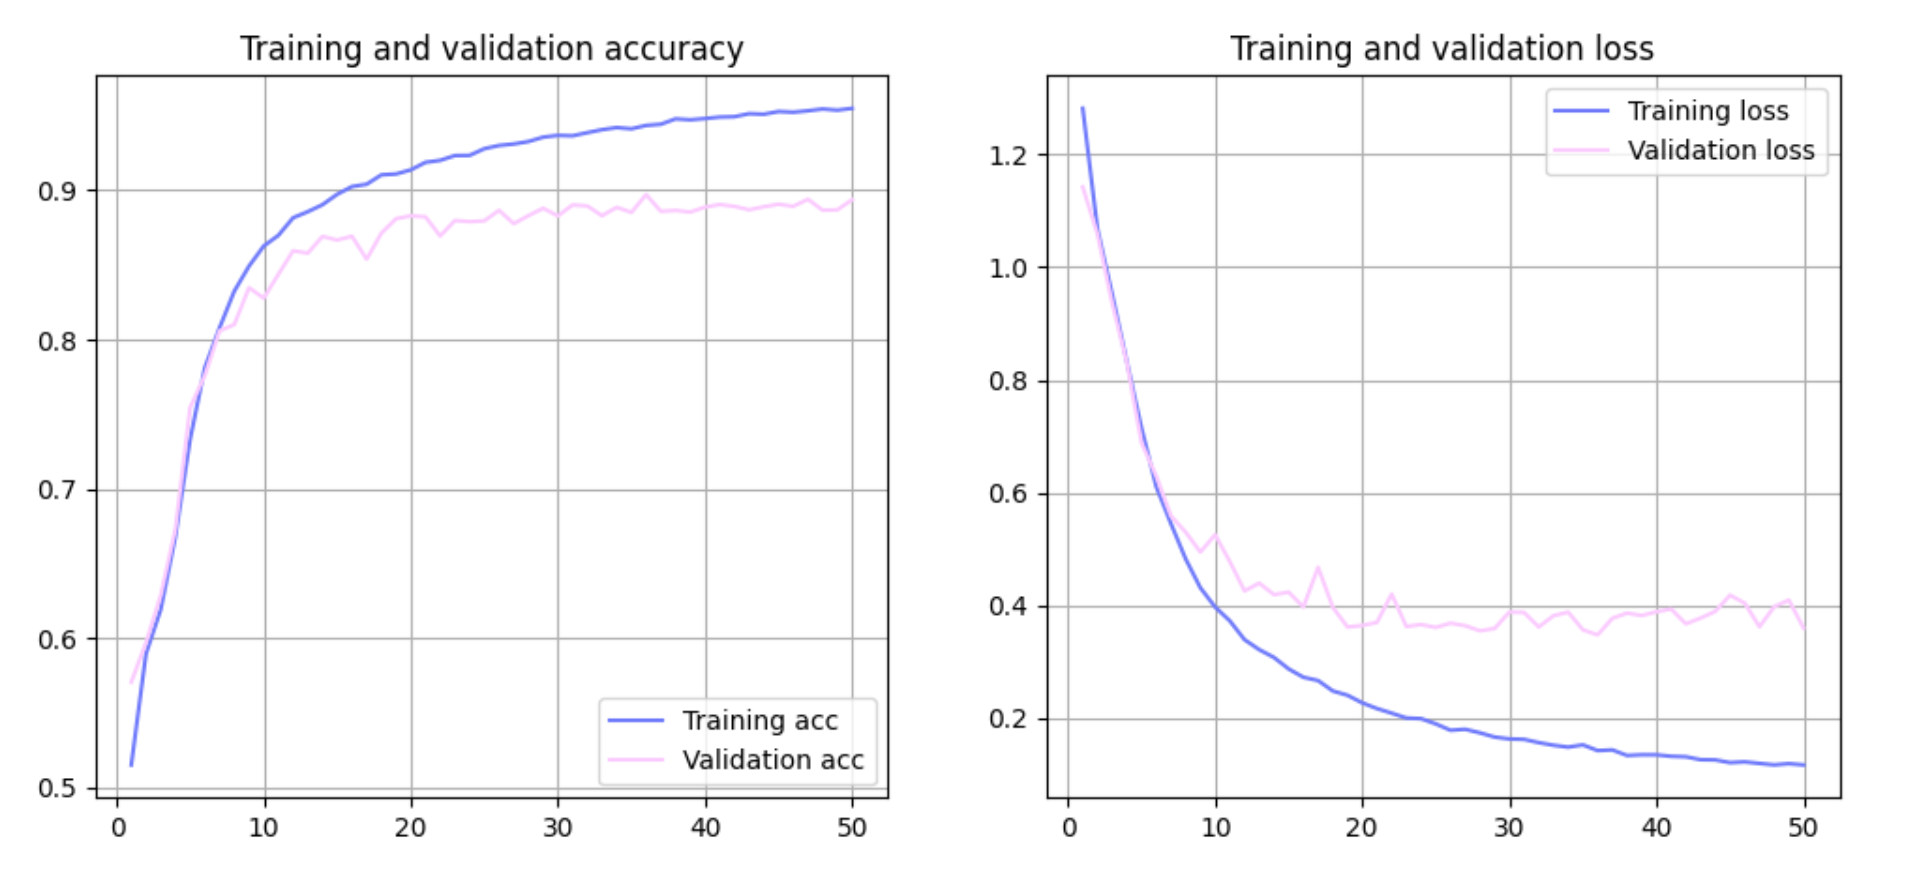 Training and validation accuracy
0.9
0.8
0.7
0.6
0.5
0 10 20 30 40 50
Training acc
Validation acc
Training and validation loss
1.2
1.0
0.8
0.6
0.4
0.2
0 10 20 30 40 50
Training loss
Validation loss